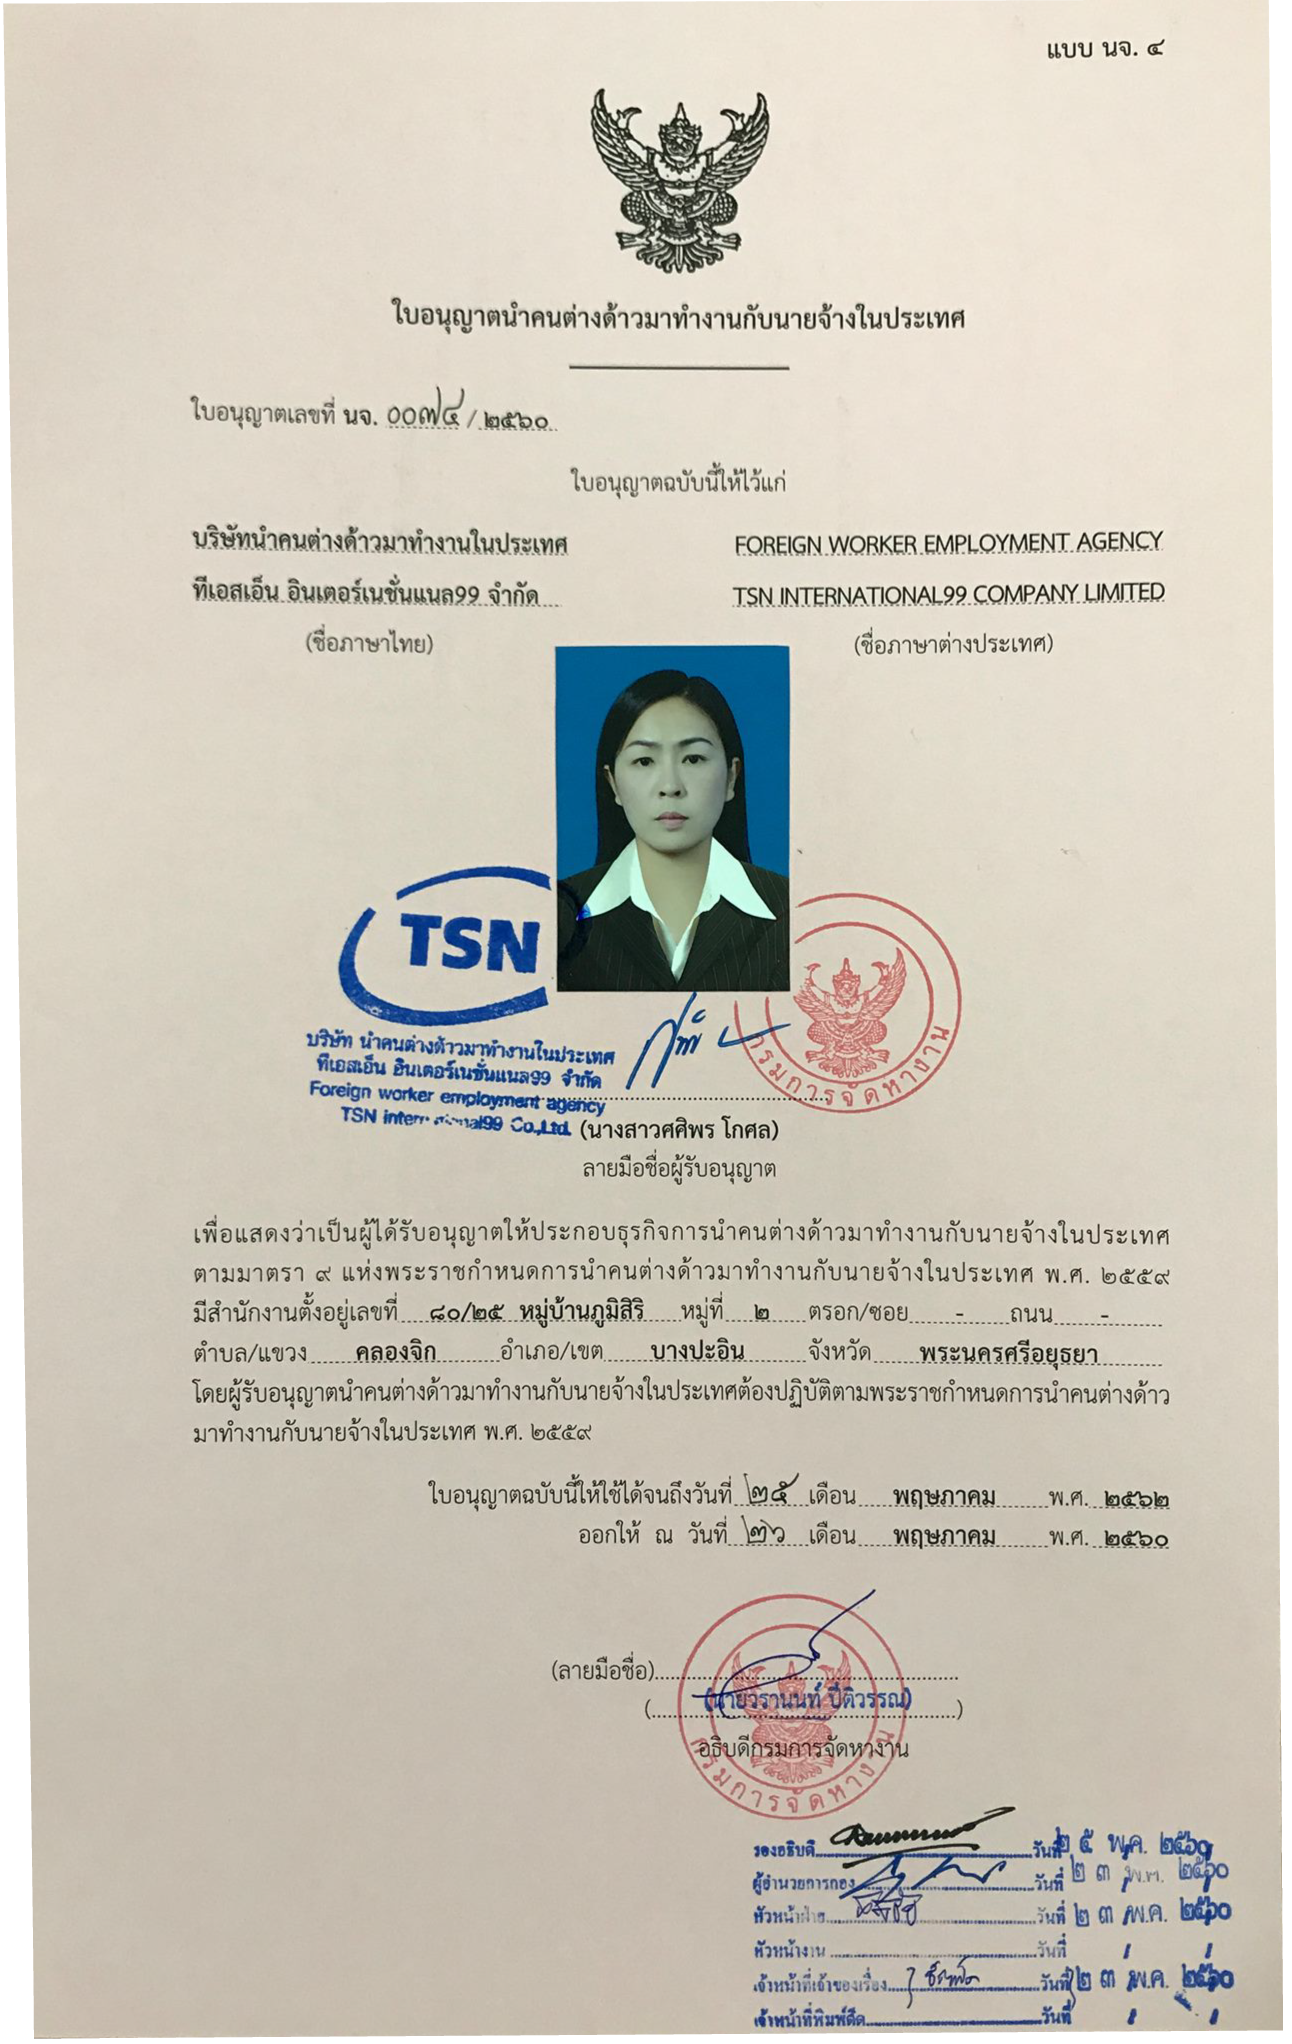 แบบ นจ. ๔
ใบอนุญาตนำคนต่างด้าวมาทำงานกับนายจ้างในประเทศ
ใบอนุญาตเลขที่ นจ. ๐๐๗๔ / ๒๕๖๐
ใบอนุญาตฉบับนี้ให้ไว้แก่
บริษัทนำคนต่างด้าวมาทำงานในประเทศ FOREIGN WORKER EMPLOYMENT AGENCY
ทีเอสเอ็น อินเตอร์เนชั่นแนล99 จำกัด TSN INTERNATIONAL99 COMPANY LIMITED
(ชื่อภาษาไทย) (ชื่อภาษาต่างประเทศ)
TSN
บริษัท นำคนต่างด้าวมาทำงานในประเทศ
ทีเอสเอ็น อินเตอร์เนชั่นแนล99 จำกัด
Foreign worker employment agency
TSN international99 Co.,Ltd.
กรมการจัดหางาน
(นางสาวศศิพร โกศล)
ลายมือชื่อผู้รับอนุญาต
เพื่อแสดงว่าเป็นผู้ได้รับอนุญาตให้ประกอบธุรกิจการนำคนต่างด้าวมาทำงานกับนายจ้างในประเทศ
ตามมาตรา ๙ แห่งพระราชกำหนดการนำคนต่างด้าวมาทำงานกับนายจ้างในประเทศ พ.ศ. ๒๕๕๙
มีสำนักงานตั้งอยู่เลขที่ ๘๐/๒๕ หมู่บ้านภูมิสิริ หมู่ที่ ๒ ตรอก/ซอย - ถนน -
ตำบล/แขวง คลองจิก อำเภอ/เขต บางปะอิน จังหวัด พระนครศรีอยุธยา
โดยผู้รับอนุญาตนำคนต่างด้าวมาทำงานกับนายจ้างในประเทศต้องปฏิบัติตามพระราชกำหนดการนำคนต่างด้าว
มาทำงานกับนายจ้างในประเทศ พ.ศ. ๒๕๕๙
ใบอนุญาตฉบับนี้ให้ใช้ได้จนถึงวันที่ ๒๕ เดือน พฤษภาคม พ.ศ. ๒๕๖๒
ออกให้ ณ วันที่ ๒๖ เดือน พฤษภาคม พ.ศ. ๒๕๖๐
(ลายมือชื่อ)
(นายวรานนท์ ปีติวรรณ)
อธิบดีกรมการจัดหางาน
กรมการจัดหางาน
รองอธิบดี วันที่ ๒๕ พ.ค. ๒๕๖๐
ผู้อำนวยการกอง วันที่ ๒๓ พ.ค. ๒๕๖๐
หัวหน้าฝ่าย วันที่ ๒๓ พ.ค. ๒๕๖๐
หัวหน้างาน วันที่
เจ้าหน้าที่เจ้าของเรื่อง วันที่ ๒๓ พ.ค. ๒๕๖๐
เจ้าหน้าที่พิมพ์ดีด วันที่